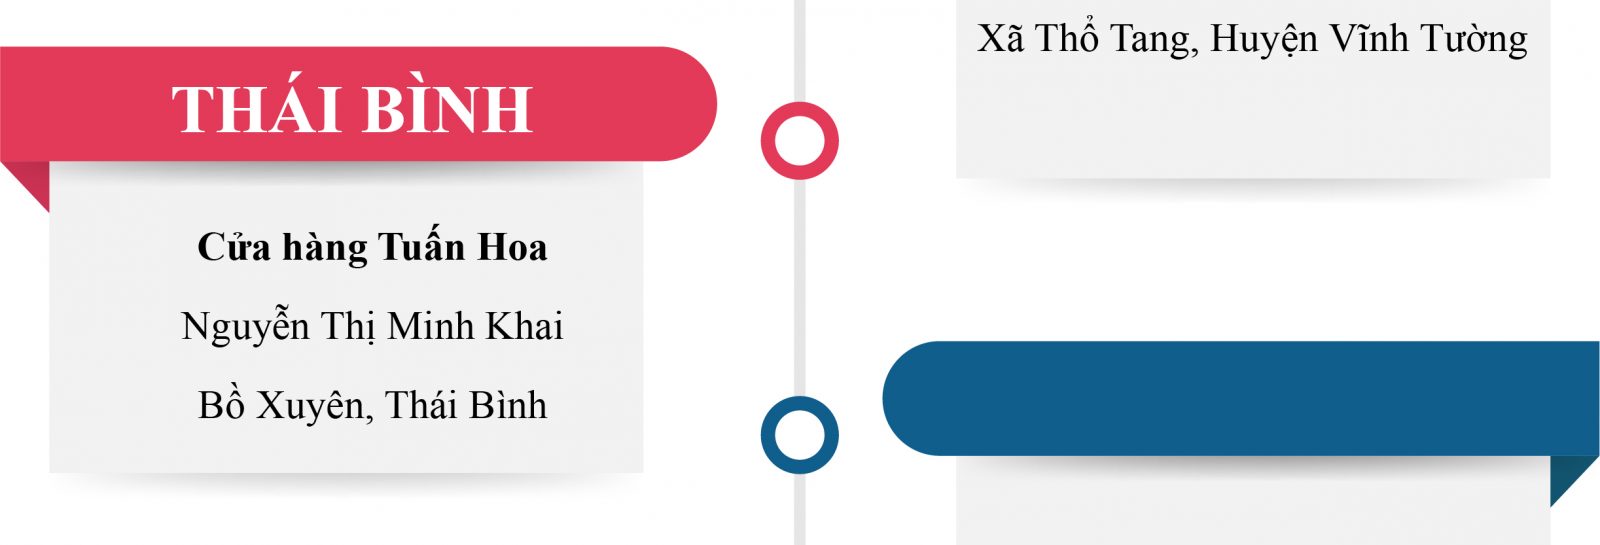 Xã Thổ Tang, Huyện Vĩnh Tường
THÁI BÌNH
Cửa hàng Tuấn Hoa
Nguyễn Thị Minh Khai
Bồ Xuyên, Thái Bình